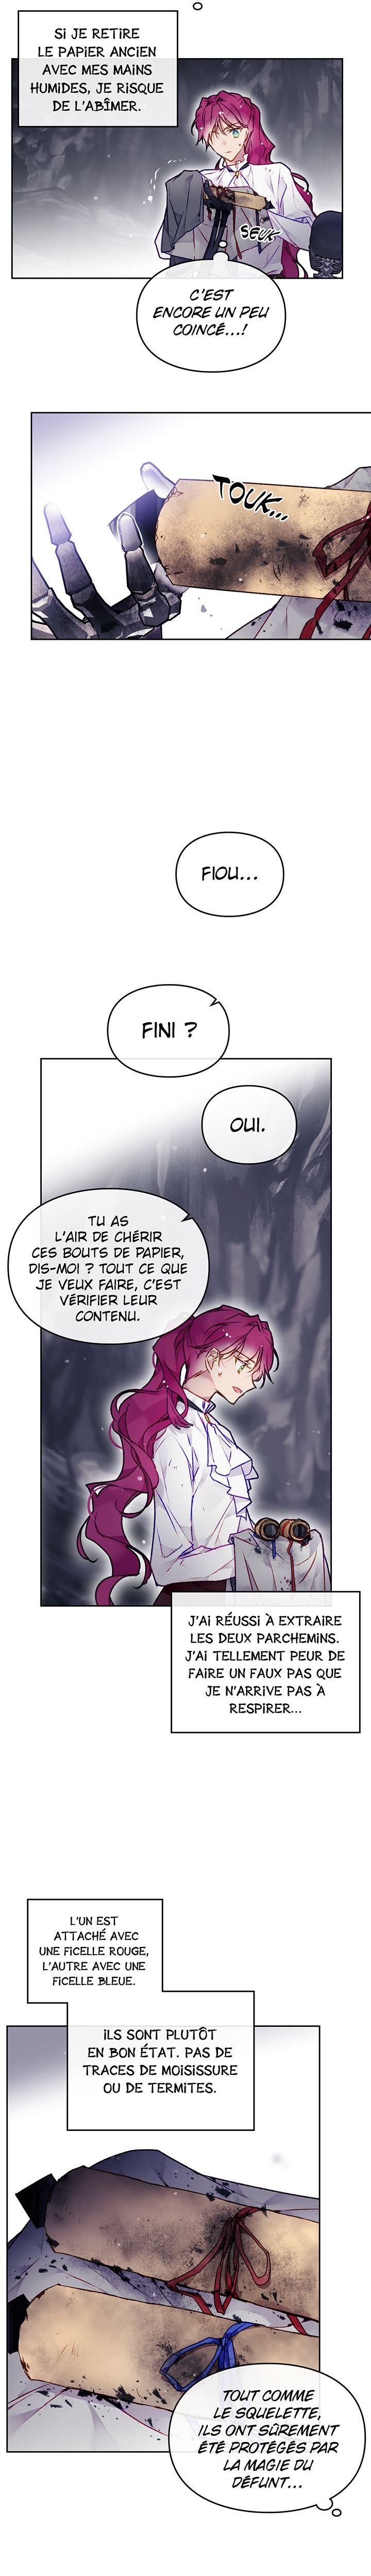 SI JE RETIRE
LE PAPIER ANCIEN
AVEC MES MAINS
HUMIDES, JE RISQUE
DE L'ABÎMER.
SEUK
C'EST
ENCORE UN PEU
COINCÉ...!
TOUK...
FIOU...
FINI ?
OUI.
TU AS
L'AIR DE CHÉRIR
CES BOUTS DE PAPIER,
DIS-MOI ? TOUT CE QUE
JE VEUX FAIRE, C'EST
VÉRIFIER LEUR
CONTENU.
J'AI RÉUSSI À EXTRAIRE
LES DEUX PARCHEMINS.
J'AI TELLEMENT PEUR DE
FAIRE UN FAUX PAS QUE
JE N'ARRIVE PAS À
RESPIRER...
L'UN EST
ATTACHÉ AVEC
UNE FICELLE ROUGE,
L'AUTRE AVEC UNE
FICELLE BLEUE.
ILS SONT PLUTÔT
EN BON ÉTAT. PAS DE
TRACES DE MOISISSURE
OU DE TERMITES.
TOUT COMME
LE SQUELETTE,
ILS ONT SÛREMENT
ÉTÉ PROTÉGÉS PAR
LA MAGIE DU
DÉFUNT...